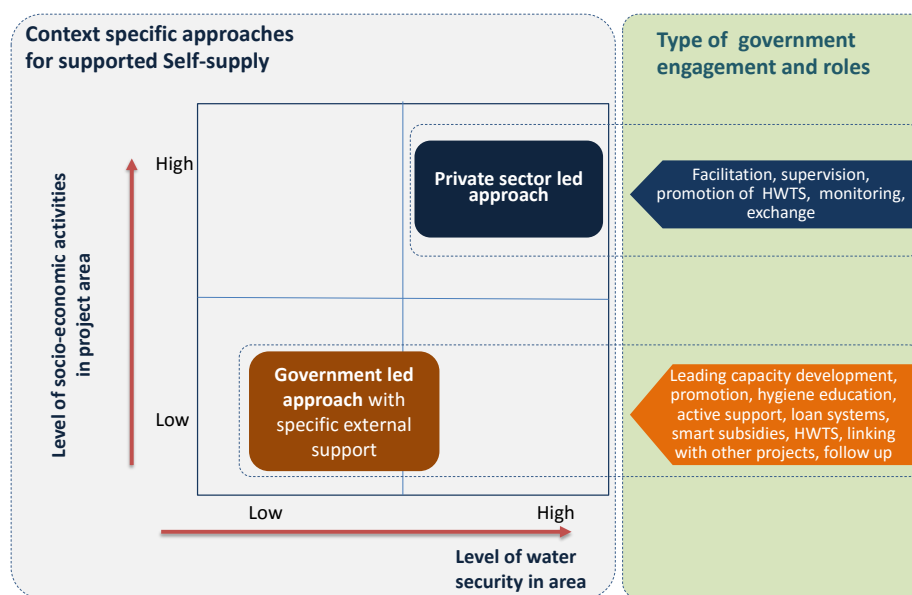 Context specific approaches
for supported Self-supply
Type of government
engagement and roles
High
Low
Level of socio-economic activities
in project area
Private sector led
approach
Facilitation, supervision,
promotion of HWTS, monitoring,
exchange
Government led
approach with
specific external
support
Leading capacity development,
promotion, hygiene education,
active support, loan systems,
smart subsidies, HWTS, linking
with other projects, follow up
Low
High
Level of water
security in area